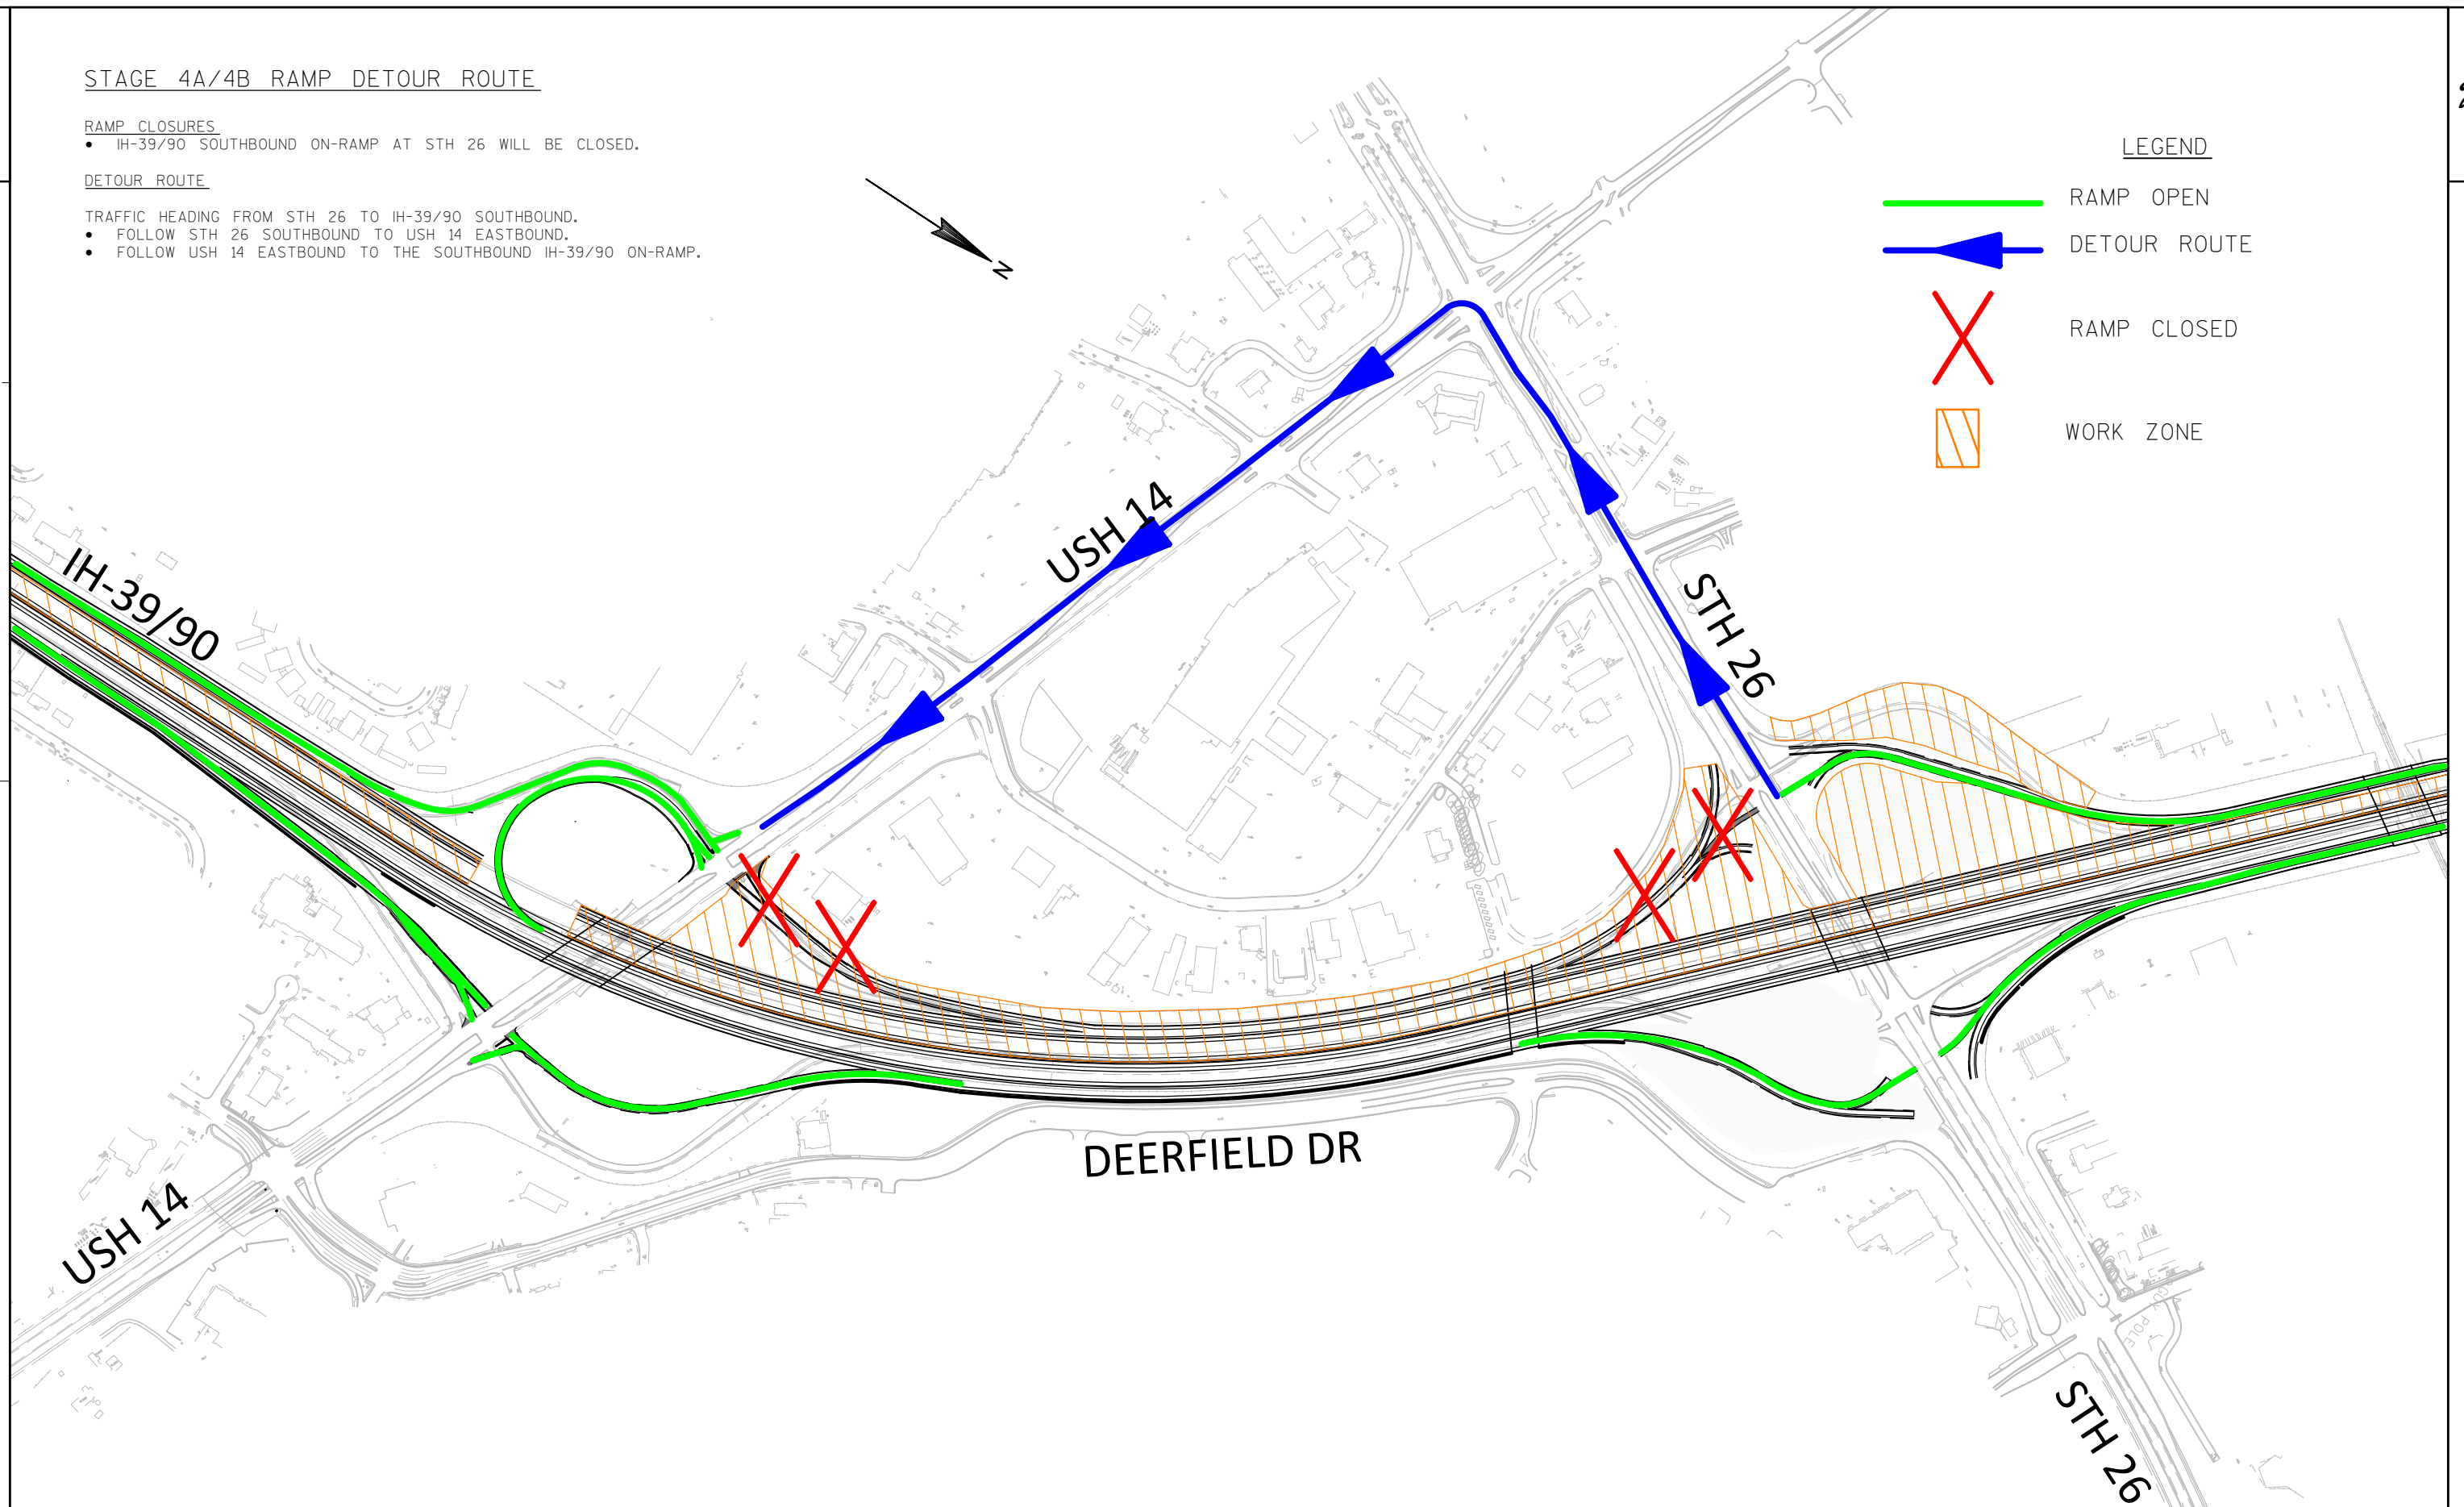 STAGE 4A/4B RAMP DETOUR ROUTE
RAMP CLOSURES
• IH-39/90 SOUTHBOUND ON-RAMP AT STH 26 WILL BE CLOSED.
DETOUR ROUTE
TRAFFIC HEADING FROM STH 26 TO IH-39/90 SOUTHBOUND.
• FOLLOW STH 26 SOUTHBOUND TO USH 14 EASTBOUND.
• FOLLOW USH 14 EASTBOUND TO THE SOUTHBOUND IH-39/90 ON-RAMP.
N
LEGEND
RAMP OPEN
DETOUR ROUTE
RAMP CLOSED
WORK ZONE
2
USH 14
IH-39/90
STH 26
DEERFIELD DR
USH 14
STH 26
POLE